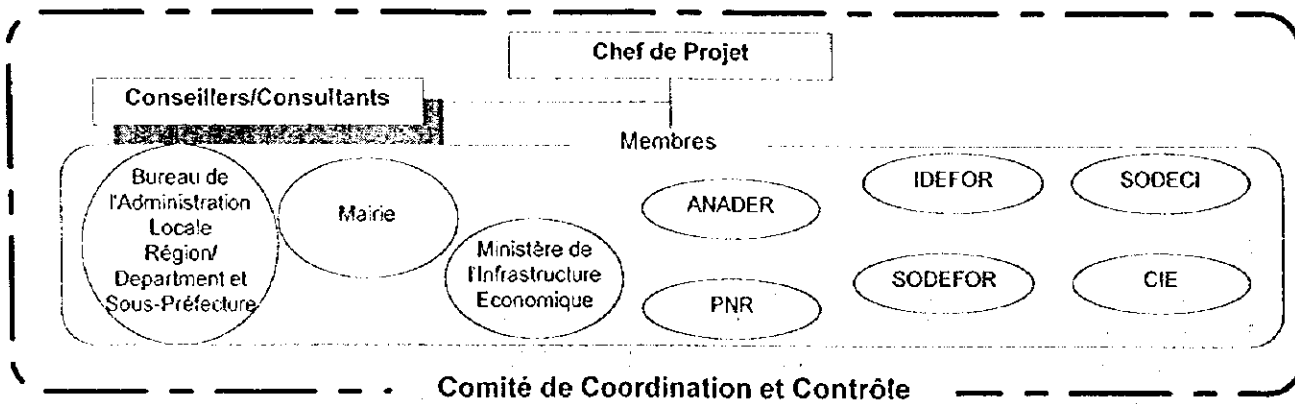 Chef de Projet
Conseillers/Consultants
Membres
Bureau de
l'Administration
Locale
Région/
Department et
Sous-Préfecture
Mairie
Ministère de
l'Infrastructure
Economique
ANADER
PNR
IDEFOR
SODEFOR
SODECI
CIE
Comité de Coordination et Contrôle